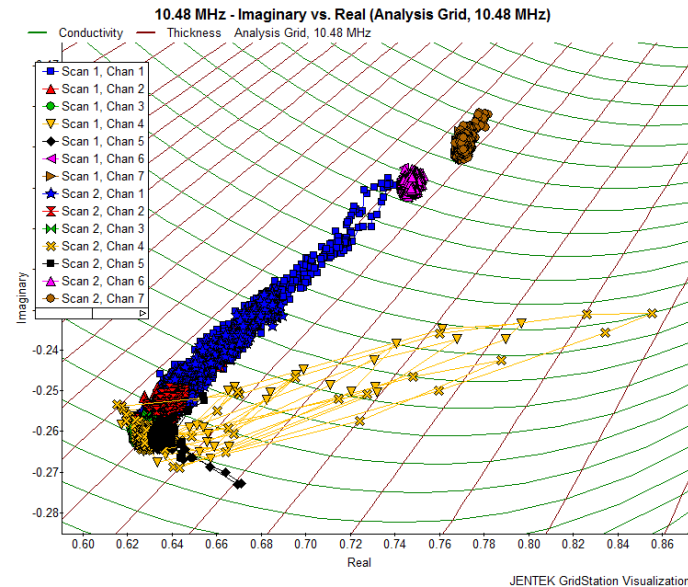 10.48 MHz - Imaginary vs. Real (Analysis Grid, 10.48 MHz)
Conductivity Thickness Analysis Grid, 10.48 MHz
Scan 1, Chan 1
Scan 1, Chan 2
Scan 1, Chan 3
Scan 1, Chan 4
Scan 1, Chan 5
Scan 1, Chan 6
Scan 1, Chan 7
Scan 2, Chan 1
Scan 2, Chan 2
Scan 2, Chan 3
Scan 2, Chan 4
Scan 2, Chan 5
Scan 2, Chan 6
Scan 2, Chan 7
Imaginary
-0.24
-0.25
-0.26
-0.27
-0.28
0.60 0.62 0.64 0.66 0.68 0.70 0.72 0.74 0.76 0.78 0.80 0.82 0.84 0.86
Real
JENTEK GridStation Visualization